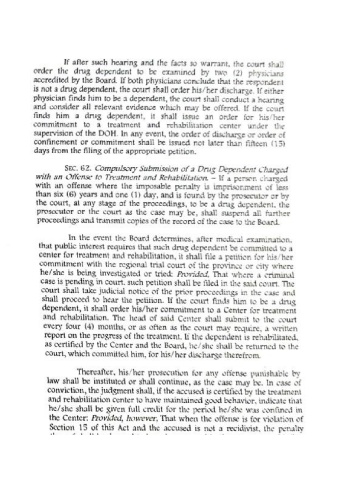 If after such hearing and the facts so warrant, the court shall
order the drug dependent to be examined by two (2) physicians
accredited by the Board. If both physicians conclude that the respondent
is not a drug dependent, the court shall order his/her discharge. If either
physician finds him to be a dependent, the court shall conduct a hearing
and consider all relevant evidence which may be offered. If the court
finds him a drug dependent, it shall issue an order for his/her
commitment to a treatment and rehabilitation center under the
supervision of the DOH. In any event, the order of discharge or order of
confinement or commitment shall be issued not later than fifteen (15)
days from the filing of the appropriate petition.
SEC. 62. Compulsory Submission of a Drug Dependent Charged
with an Offense to Treatment and Rehabilitation. – If a person charged
with an offense where the imposable penalty is imprisonment of less
than six (6) years and one (1) day, and is found by the prosecutor or by
the court, at any stage of the proceedings, to be a drug dependent, the
prosecutor or the court as the case may be, shall suspend all further
proceedings and transmit copies of the record of the case to the Board.
In the event the Board determines, after medical examination,
that public interest requires that such drug dependent be committed to a
center for treatment and rehabilitation, it shall file a petition for his/her
commitment with the regional trial court of the province or city where
he/she is being investigated or tried: Provided, That where a criminal
case is pending in court, such petition shall be filed in the said court. The
court shall take judicial notice of the prior proceedings in the case and
shall proceed to hear the petition. If the court finds him to be a drug
dependent, it shall order his/her commitment to a Center for treatment
and rehabilitation. The head of said Center shall submit to the court
every four (4) months, or as often as the court may require, a written
report on the progress of the treatment. If the dependent is rehabilitated,
as certified by the Center and the Board, he/she shall be returned to the
court, which committed him, for his/her discharge therefrom.
Thereafter, his/her prosecution for any offense punishable by
law shall be instituted or shall continue, as the case may be. In case of
conviction, the judgment shall, if the accused is certified by the treatment
and rehabilitation center to have maintained good behavior, indicate that
he/she shall be given full credit for the period he/she was confined in
the Center: Provided, however, That when the offense is for violation of
Section 15 of this Act and the accused is not a recidivist, the penalty